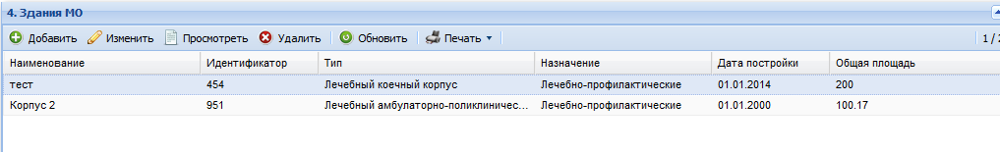 4. Здания МО
Добавить Изменить Просмотреть Удалить Обновить Печать 1 / 2
Наименование Идентификатор Тип Назначение Дата постройки Общая площадь
тест 454 Лечебный коечный корпус Лечебно-профилактические 01.01.2014 200
Корпус 2 951 Лечебный амбулаторно-поликлиничес... Лечебно-профилактические 01.01.2000 100.17